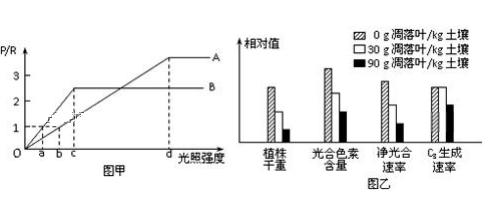 P/R
3
2
1
O
a
b
c
d
光照强度
A
B
图甲
相对值
0 g凋落叶/kg土壤
30 g凋落叶/kg土壤
90 g凋落叶/kg土壤
植株
干重
光合色素
含量
净光合
速率
C₅生成
速率
图乙